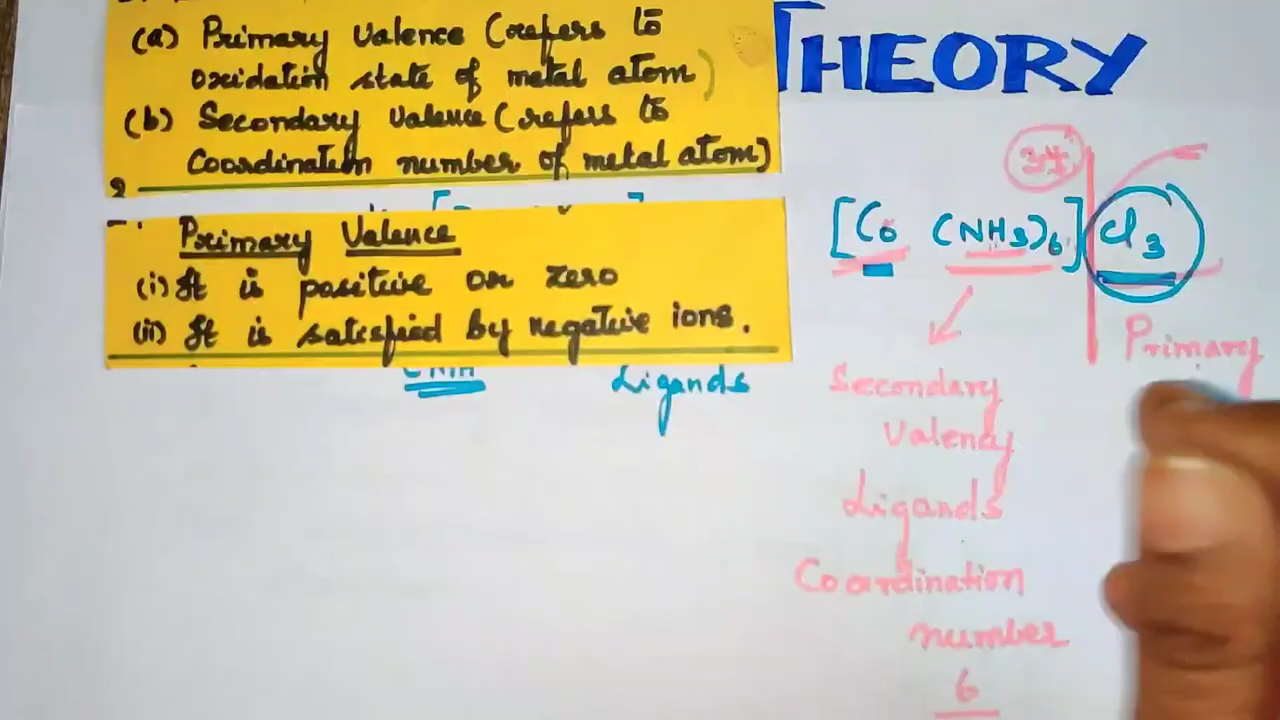 THEORY
(a) Primary Valence (refers to
oxidation state of metal atom)
(b) Secondary Valence (refers to
Coordination number of metal atom)
Primary Valence
(i) It is positive or zero
(ii) It is satisfied by negative ions.
Ligands
3+
[Co (NH3)6] Cl3
Primary
Secondary
Valency
Ligands
Coordination
number
6